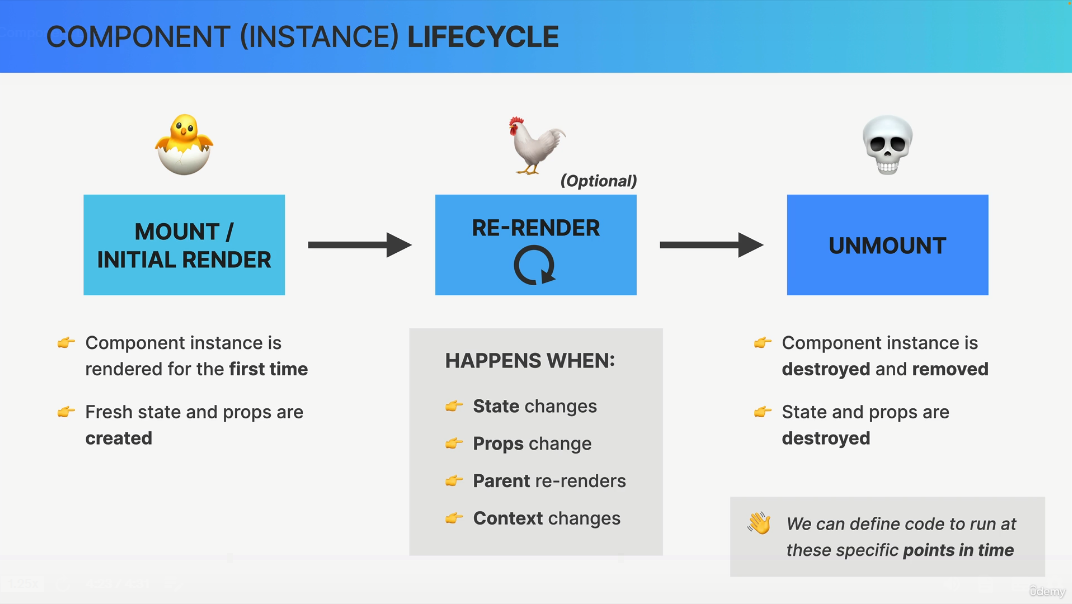 COMPONENT (INSTANCE) LIFECYCLE
(Optional)
MOUNT /
INITIAL RENDER
RE-RENDER
UNMOUNT
Component instance is
rendered for the first time
Fresh state and props are
created
HAPPENS WHEN:
State changes
Props change
Parent re-renders
Context changes
Component instance is
destroyed and removed
State and props are
destroyed
We can define code to run at
these specific points in time
ûdemy